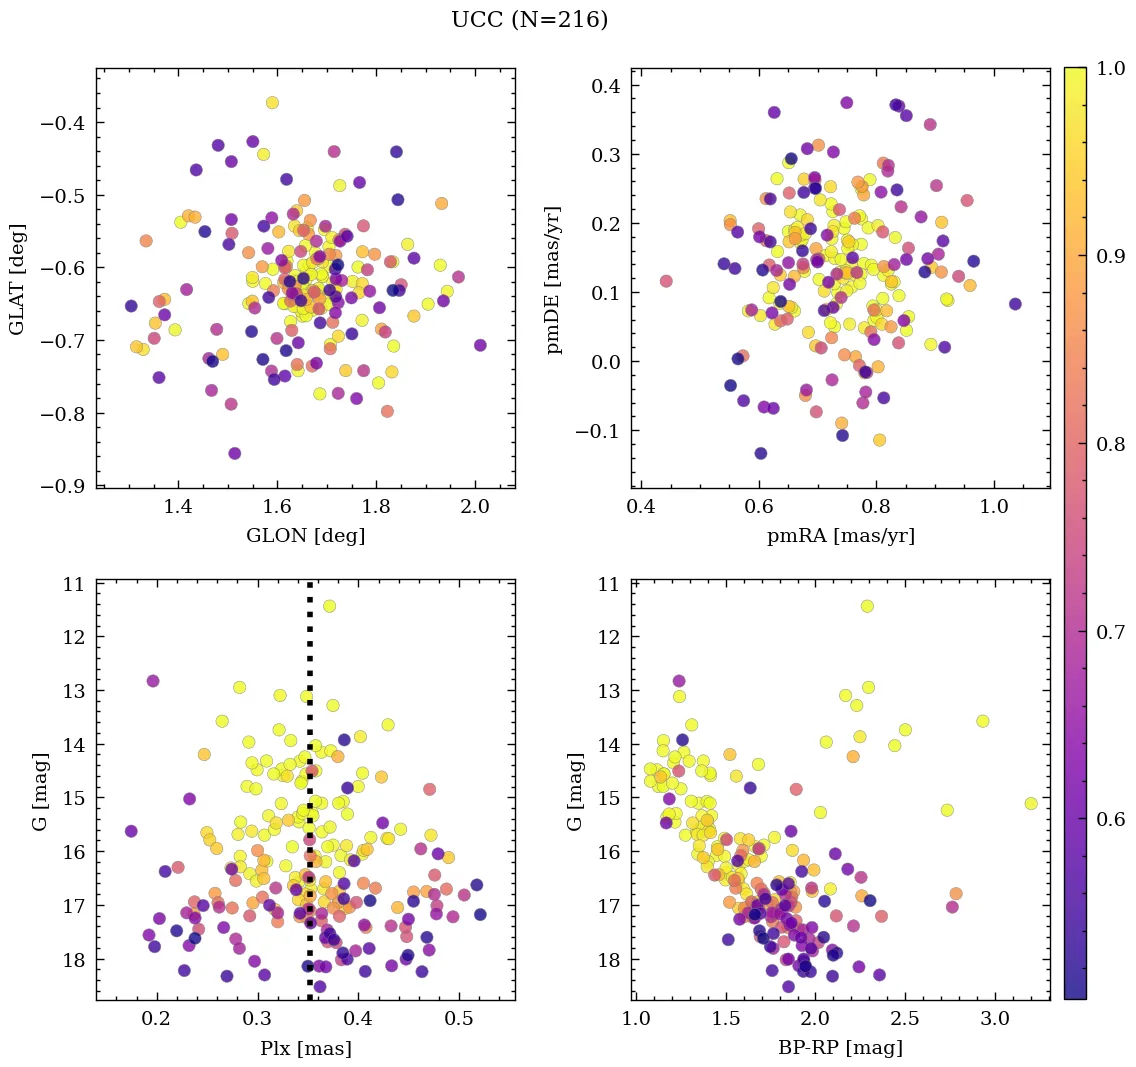 UCC (N=216)
−0.4
−0.5
−0.6
−0.7
−0.8
−0.9
GLAT [deg]
1.4 1.6 1.8 2.0
GLON [deg]
0.4
0.3
0.2
0.1
0.0
−0.1
pmDE [mas/yr]
0.4 0.6 0.8 1.0
pmRA [mas/yr]
1.0
0.9
0.8
0.7
0.6
11
12
13
14
15
16
17
18
G [mag]
0.2 0.3 0.4 0.5
Plx [mas]
11
12
13
14
15
16
17
18
G [mag]
1.0 1.5 2.0 2.5 3.0
BP-RP [mag]